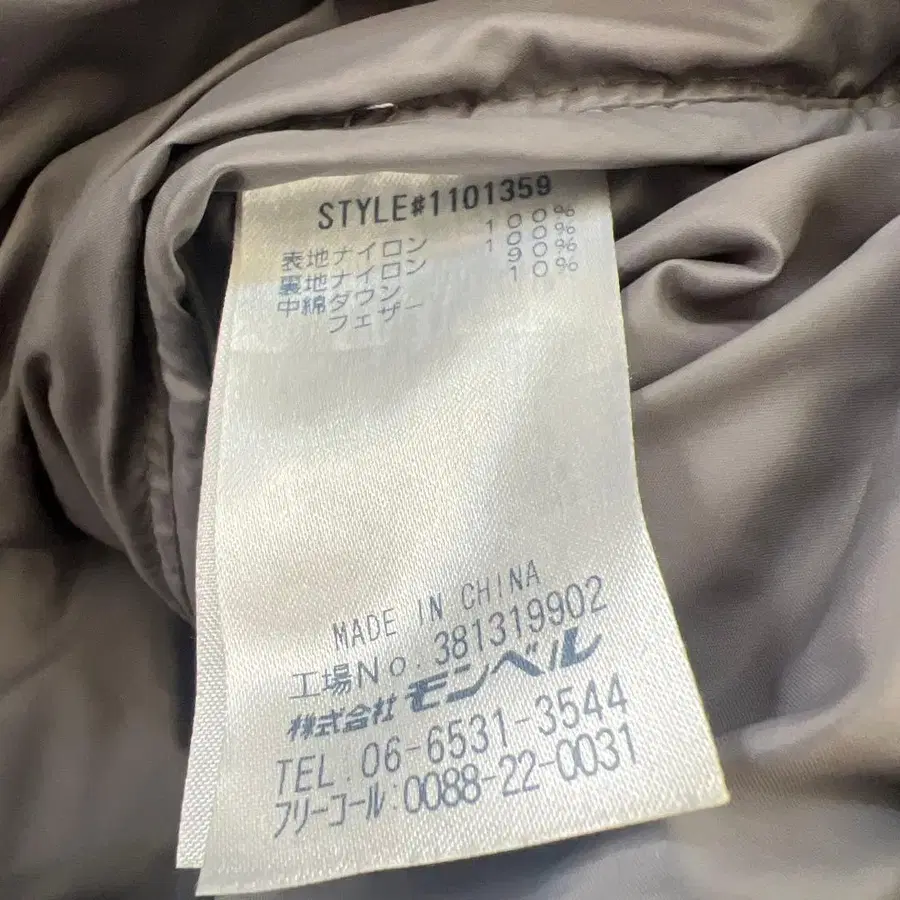 STYLE#1101359
表地ナイロン 100%
裏地ナイロン 100%
中綿ダウン 90%
フェザー 10%
MADE IN CHINA
工場No. 381319902
株式会社 モンベル
TEL. 06-6531-3544
フリーコール:0088-22-0031